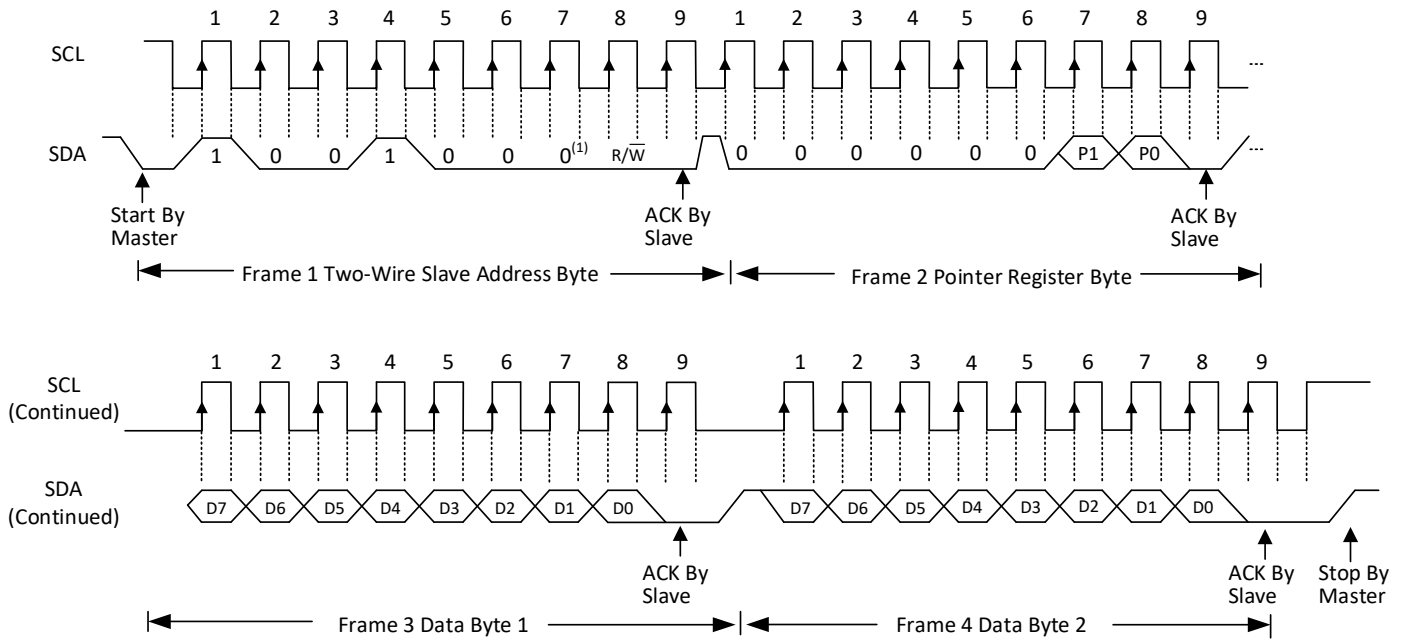 1 2 3 4 5 6 7 8 9 1 2 3 4 5 6 7 8 9
SCL
...
SDA
1 0 0 1 0 0 0(1) R/W̅ 0 0 0 0 0 0 P1 P0
...
Start By
Master
ACK By
Slave
ACK By
Slave
Frame 1 Two-Wire Slave Address Byte
Frame 2 Pointer Register Byte
1 2 3 4 5 6 7 8 9 1 2 3 4 5 6 7 8 9
SCL
(Continued)
SDA
(Continued)
D7 D6 D5 D4 D3 D2 D1 D0 D7 D6 D5 D4 D3 D2 D1 D0
ACK By
Slave
ACK By
Slave
Stop By
Master
Frame 3 Data Byte 1
Frame 4 Data Byte 2